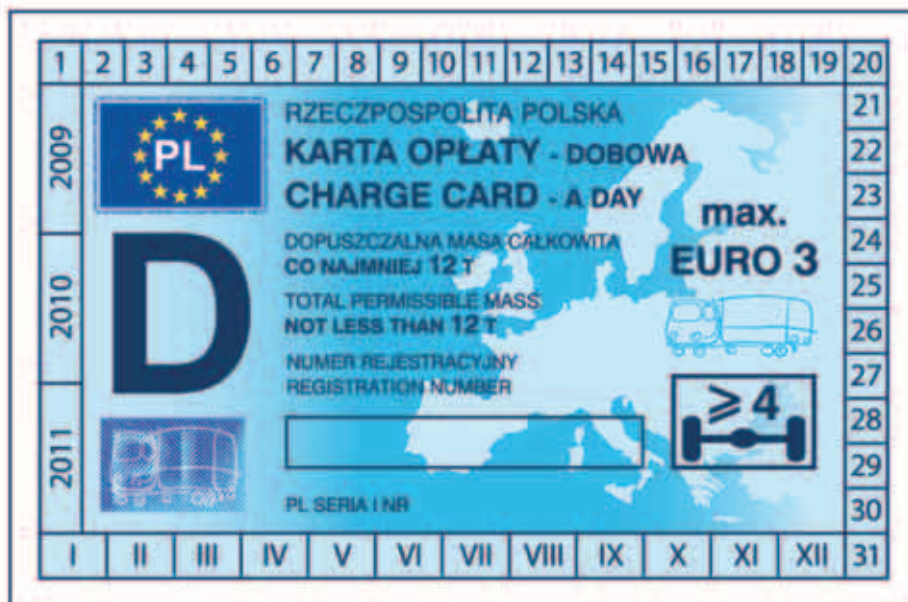 1 2 3 4 5 6 7 8 9 10 11 12 13 14 15 16 17 18 19 20
21
22
23
24
25
26
27
28
29
30
31
2009
2010
2011
PL
RZECZPOSPOLITA POLSKA
KARTA OPŁATY - DOBOWA
CHARGE CARD - A DAY
max.
EURO 3
D
DOPUSZCZALNA MASA CAŁKOWITA
CO NAJMNIEJ 12 T
TOTAL PERMISSIBLE MASS
NOT LESS THAN 12 T
NUMER REJESTRACYJNY
REGISTRATION NUMBER
≥ 4
PL SERIA I NR
I II III IV V VI VII VIII IX X XI XII